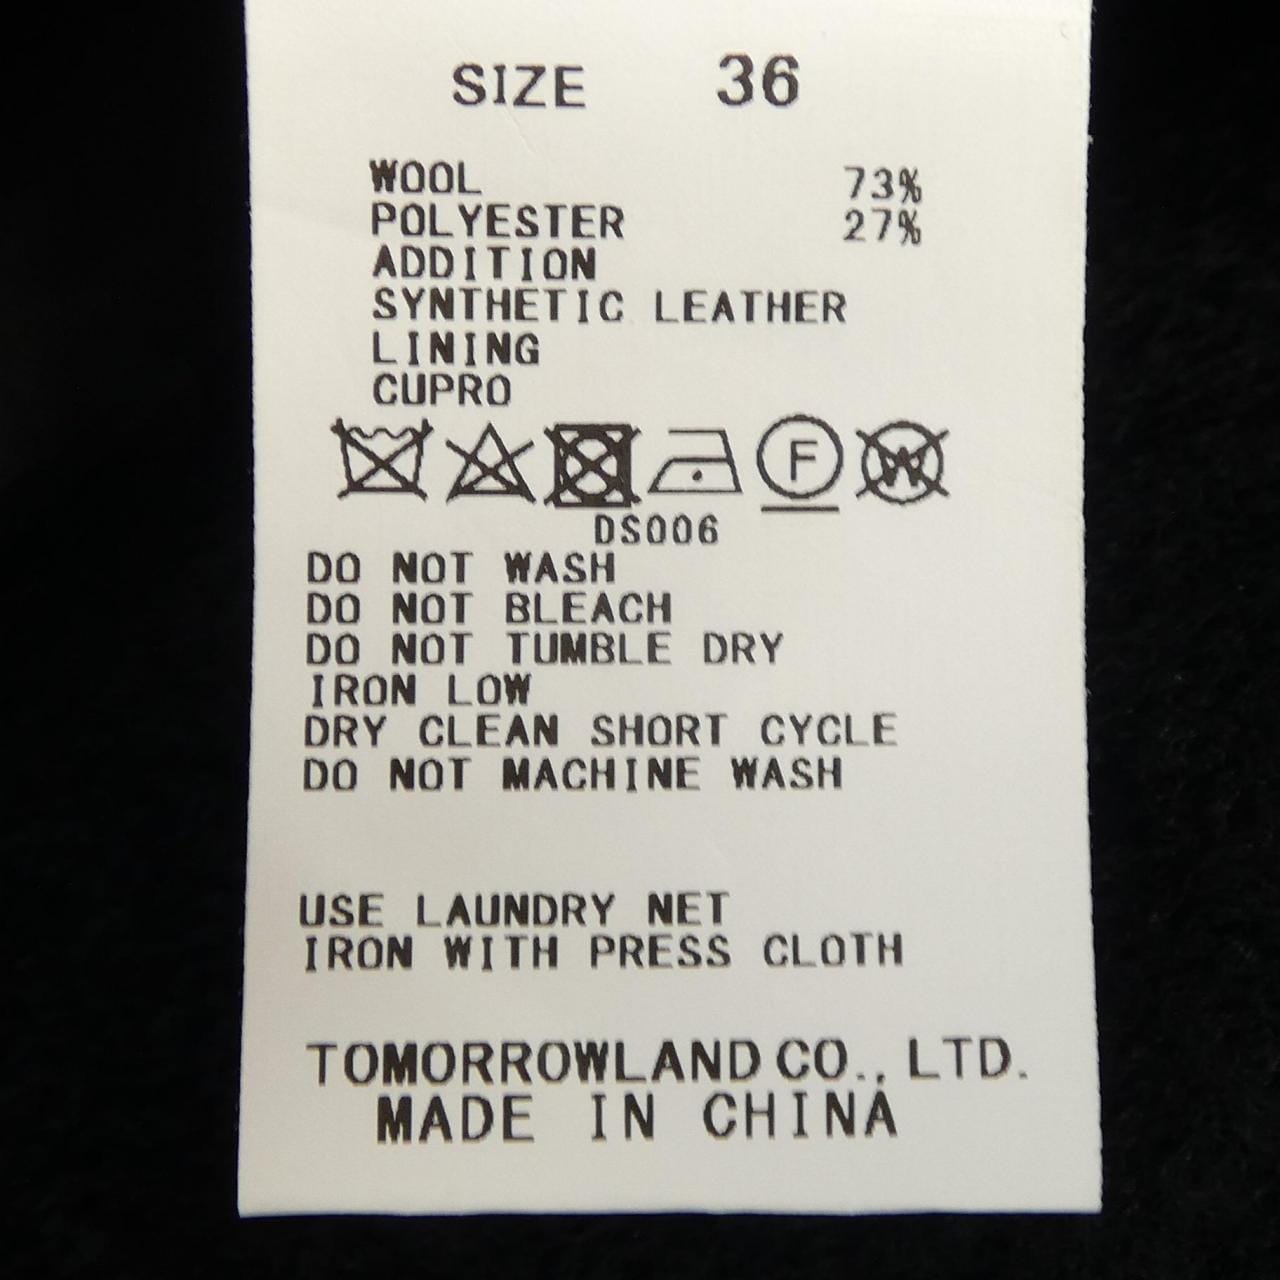 SIZE 36
WOOL 73%
POLYESTER 27%
ADDITION
SYNTHETIC LEATHER
LINING
CUPRO
F W
DS006
DO NOT WASH
DO NOT BLEACH
DO NOT TUMBLE DRY
IRON LOW
DRY CLEAN SHORT CYCLE
DO NOT MACHINE WASH
USE LAUNDRY NET
IRON WITH PRESS CLOTH
TOMORROWLAND CO., LTD.
MADE IN CHINA